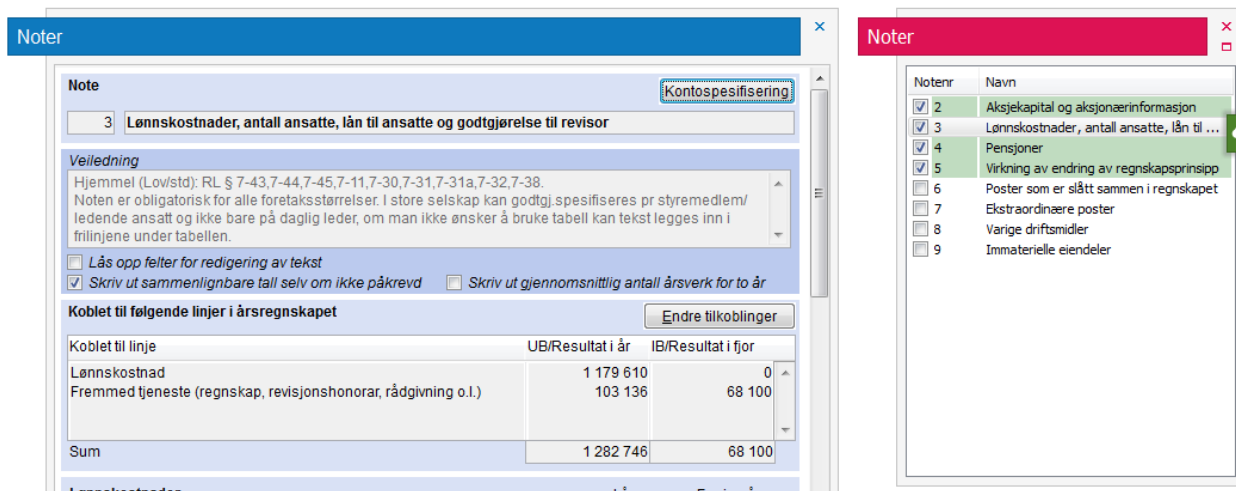 Noter
Note
Kontospesifisering
3 Lønnskostnader, antall ansatte, lån til ansatte og godtgjørelse til revisor
Veiledning
Hjemmel (Lov/std): RL § 7-43,7-44,7-45,7-11,7-30,7-31,7-31a,7-32,7-38.
Noten er obligatorisk for alle foretaksstørrelser. I store selskap kan godtgj.spesifiseres pr styremedlem/
ledende ansatt og ikke bare på daglig leder, om man ikke ønsker å bruke tabell kan tekst legges inn i
frilinjene under tabellen.
Lås opp felter for redigering av tekst
Skriv ut sammenlignbare tall selv om ikke påkrevd Skriv ut gjennomsnittlig antall årsverk for to år
Koblet til følgende linjer i årsregnskapet
Endre tilkoblinger
Koblet til linje UB/Resultat i år IB/Resultat i fjor
Lønnskostnad 1 179 610 0
Fremmed tjeneste (regnskap, revisjonshonorar, rådgivning o.l.) 103 136 68 100
Sum 1 282 746 68 100
Noter
Notenr Navn
2 Aksjekapital og aksjonærinformasjon
3 Lønnskostnader, antall ansatte, lån til ...
4 Pensjoner
5 Virkning av endring av regnskapsprinsipp
6 Poster som er slått sammen i regnskapet
7 Ekstraordinære poster
8 Varige driftsmidler
9 Immaterielle eiendeler